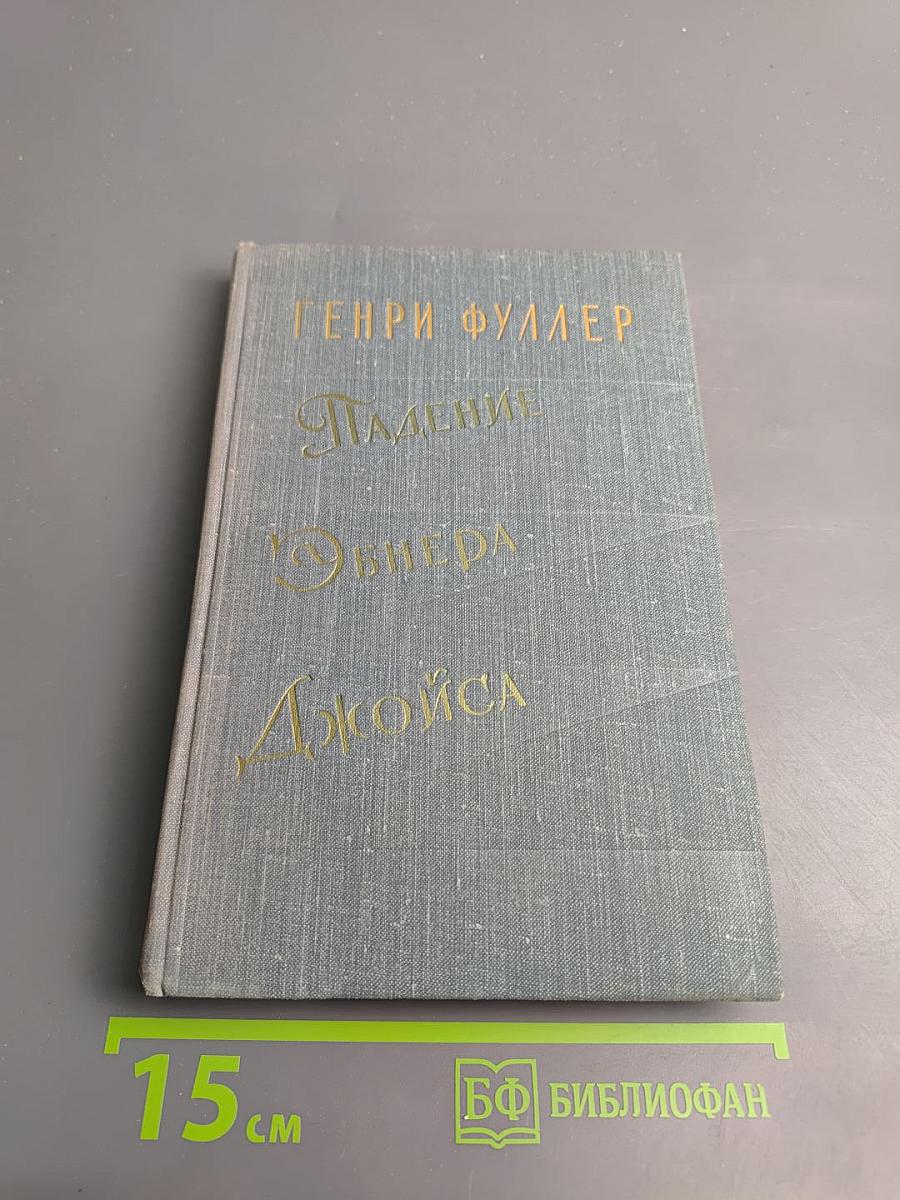 ГЕНРИ ФУЛЛЕР
ПАДЕНИЕ
ЭБНЕРА
ДЖОЙСА
15 см
БФ БИБЛИОФАН